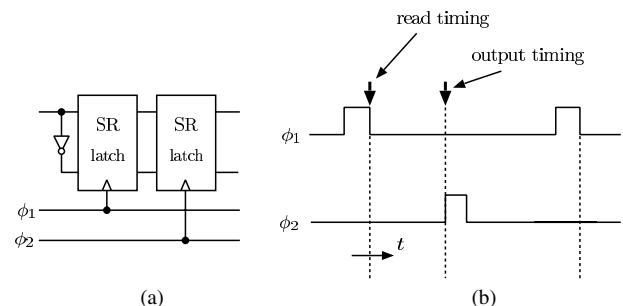 read timing
output timing
SR
latch
SR
latch
ϕ₁
ϕ₂
ϕ₁
ϕ₂
t
(a)
(b)